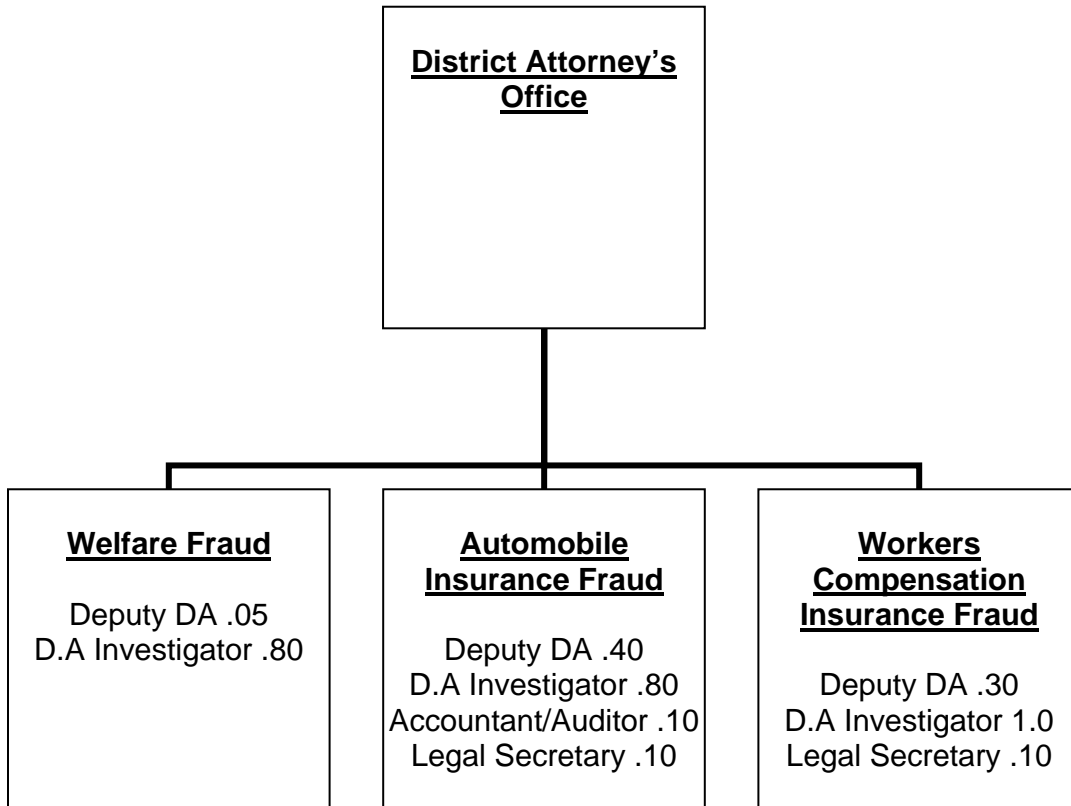 District Attorney’s
Office
Welfare Fraud
Deputy DA .05
D.A Investigator .80
Automobile
Insurance Fraud
Deputy DA .40
D.A Investigator .80
Accountant/Auditor .10
Legal Secretary .10
Workers
Compensation
Insurance Fraud
Deputy DA .30
D.A Investigator 1.0
Legal Secretary .10